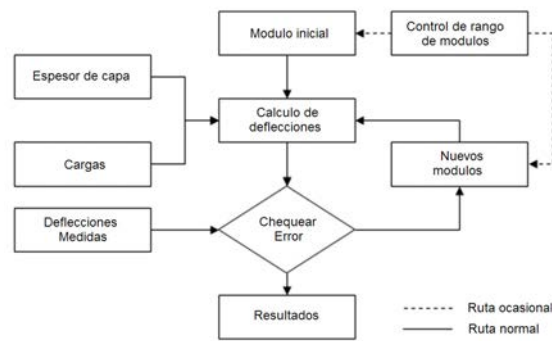 Modulo inicial
Control de rango
de modulos
Espesor de capa
Calculo de
deflecciones
Cargas
Nuevos
modulos
Deflecciones
Medidas
Chequear
Error
Resultados
Ruta ocasional
Ruta normal